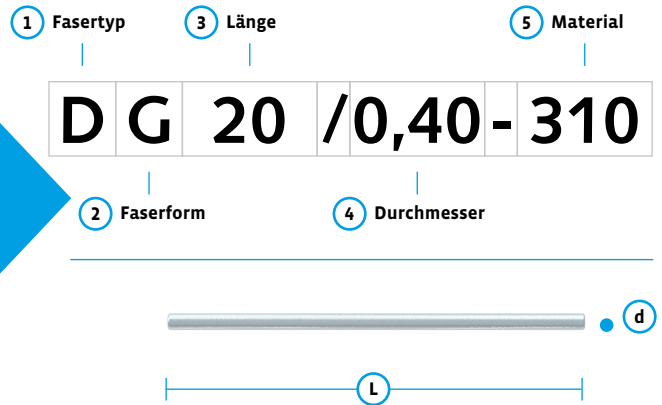 1 Fasertyp 3 Länge 5 Material
D G 20 / 0,40 - 310
2 Faserform 4 Durchmesser
d
L